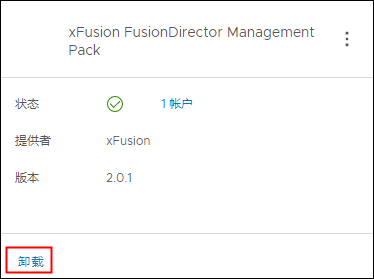 xFusion FusionDirector Management
Pack
状态 1 帐户
提供者 xFusion
版本 2.0.1
卸载